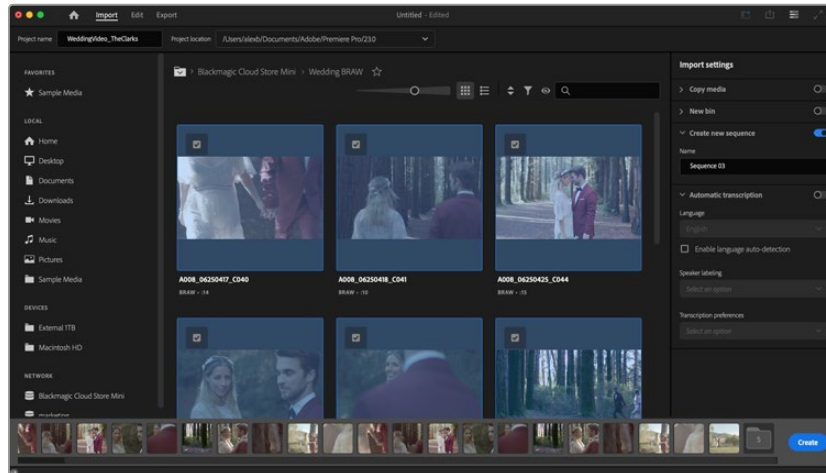 Import Edit Export Untitled - Edited
Project name WeddingVideo_TheClarks Project location /Users/alexb/Documents/Adobe/Premiere Pro/23.0
FAVORITES
Sample Media
LOCAL
Home
Desktop
Documents
Downloads
Movies
Music
Pictures
Sample Media
DEVICES
External 1TB
Macintosh HD
NETWORK
Blackmagic Cloud Store Mini
marketing
> Blackmagic Cloud Store Mini > Wedding BRAW
A008_06250417_C040
BRAW - :14
A008_06250418_C041
BRAW - :10
A008_06250425_C044
BRAW - :15
Import settings
Copy media
New bin
Create new sequence
Name
Sequence 03
Automatic transcription
Language
English
Enable language auto-detection
Speaker labeling
Select an option
Transcription preferences
Select an option
Create